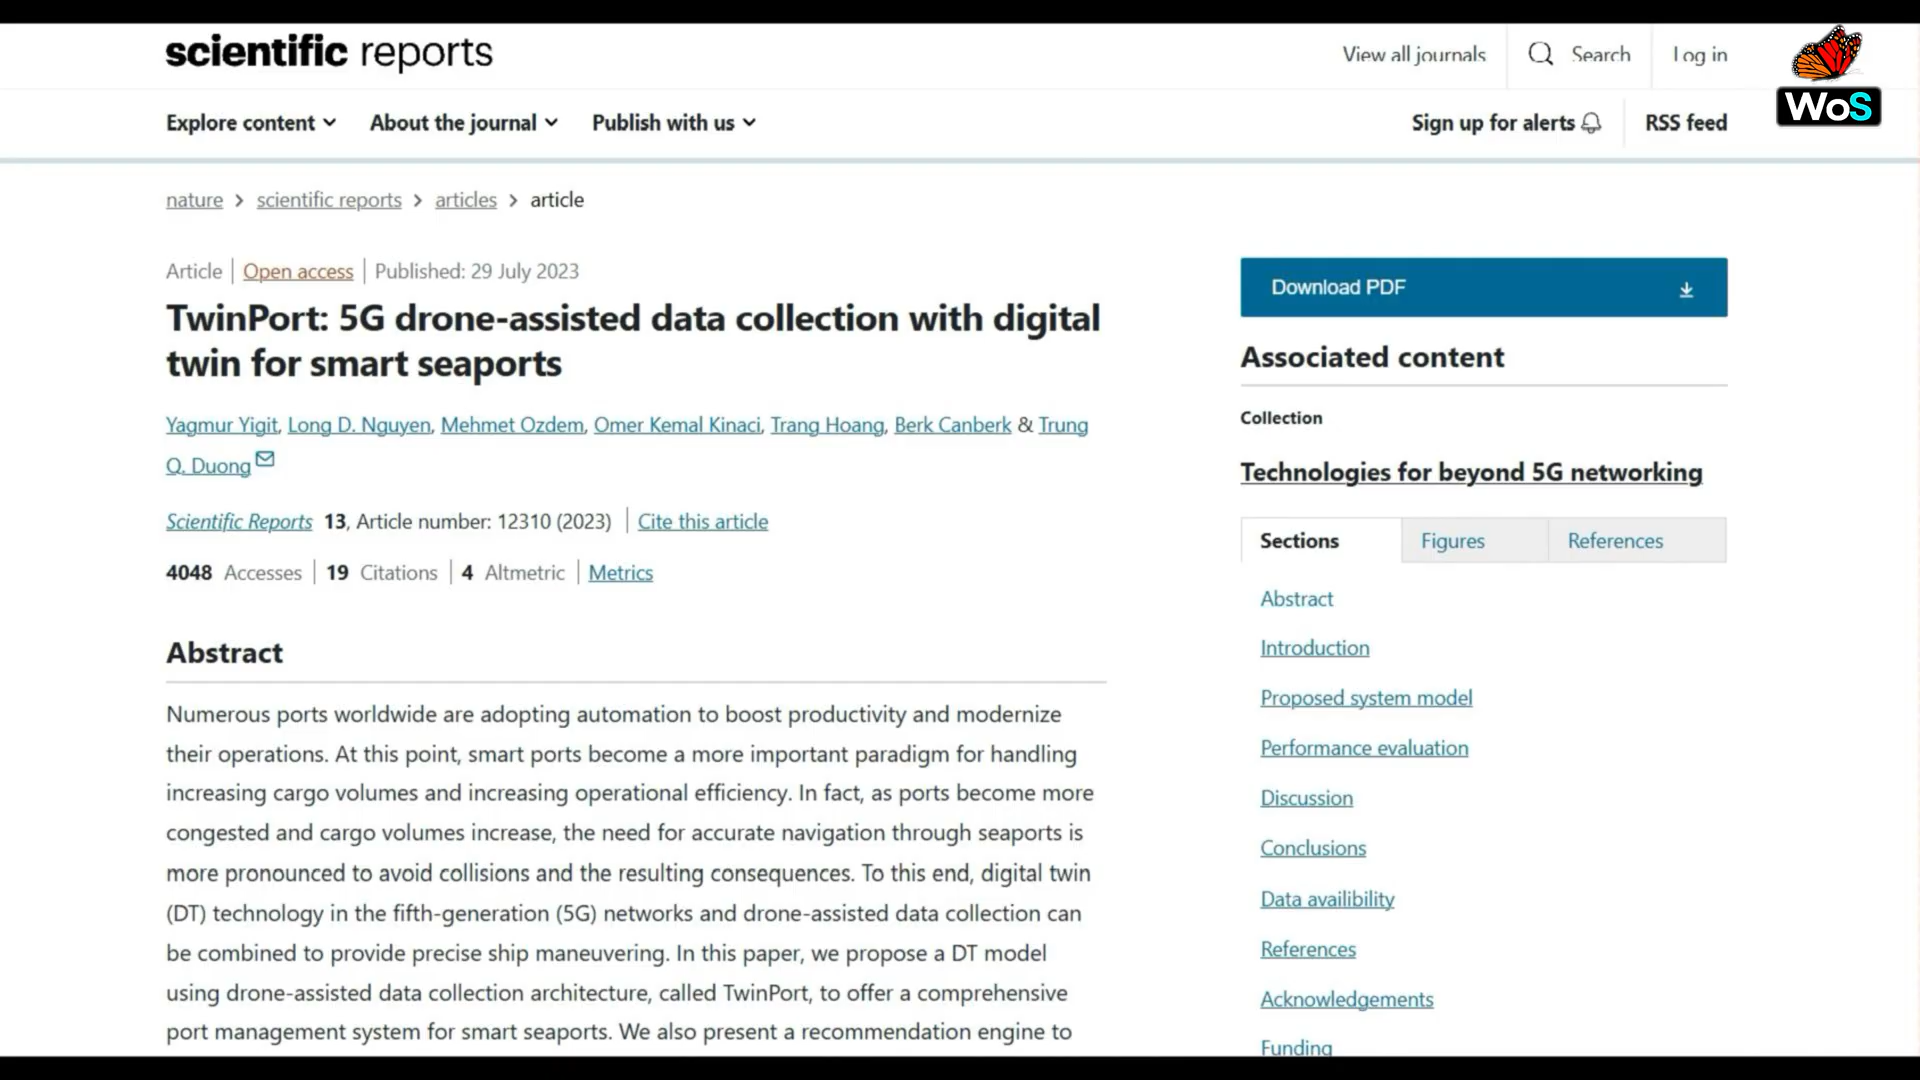 scientific reports
View all journals
Search
Log in
WoS
Explore content
About the journal
Publish with us
Sign up for alerts
RSS feed
nature > scientific reports > articles > article
Article | Open access | Published: 29 July 2023
TwinPort: 5G drone-assisted data collection with digital
twin for smart seaports
Yagmur Yigit, Long D. Nguyen, Mehmet Ozdem, Omer Kemal Kinaci, Trang Hoang, Berk Canberk & Trung
Q. Duong
Scientific Reports 13, Article number: 12310 (2023) | Cite this article
4048 Accesses | 19 Citations | 4 Altmetric | Metrics
Abstract
Numerous ports worldwide are adopting automation to boost productivity and modernize
their operations. At this point, smart ports become a more important paradigm for handling
increasing cargo volumes and increasing operational efficiency. In fact, as ports become more
congested and cargo volumes increase, the need for accurate navigation through seaports is
more pronounced to avoid collisions and the resulting consequences. To this end, digital twin
(DT) technology in the fifth-generation (5G) networks and drone-assisted data collection can
be combined to provide precise ship maneuvering. In this paper, we propose a DT model
using drone-assisted data collection architecture, called TwinPort, to offer a comprehensive
port management system for smart seaports. We also present a recommendation engine to
Download PDF
Associated content
Collection
Technologies for beyond 5G networking
Sections
Figures
References
Abstract
Introduction
Proposed system model
Performance evaluation
Discussion
Conclusions
Data availibility
References
Acknowledgements
Funding